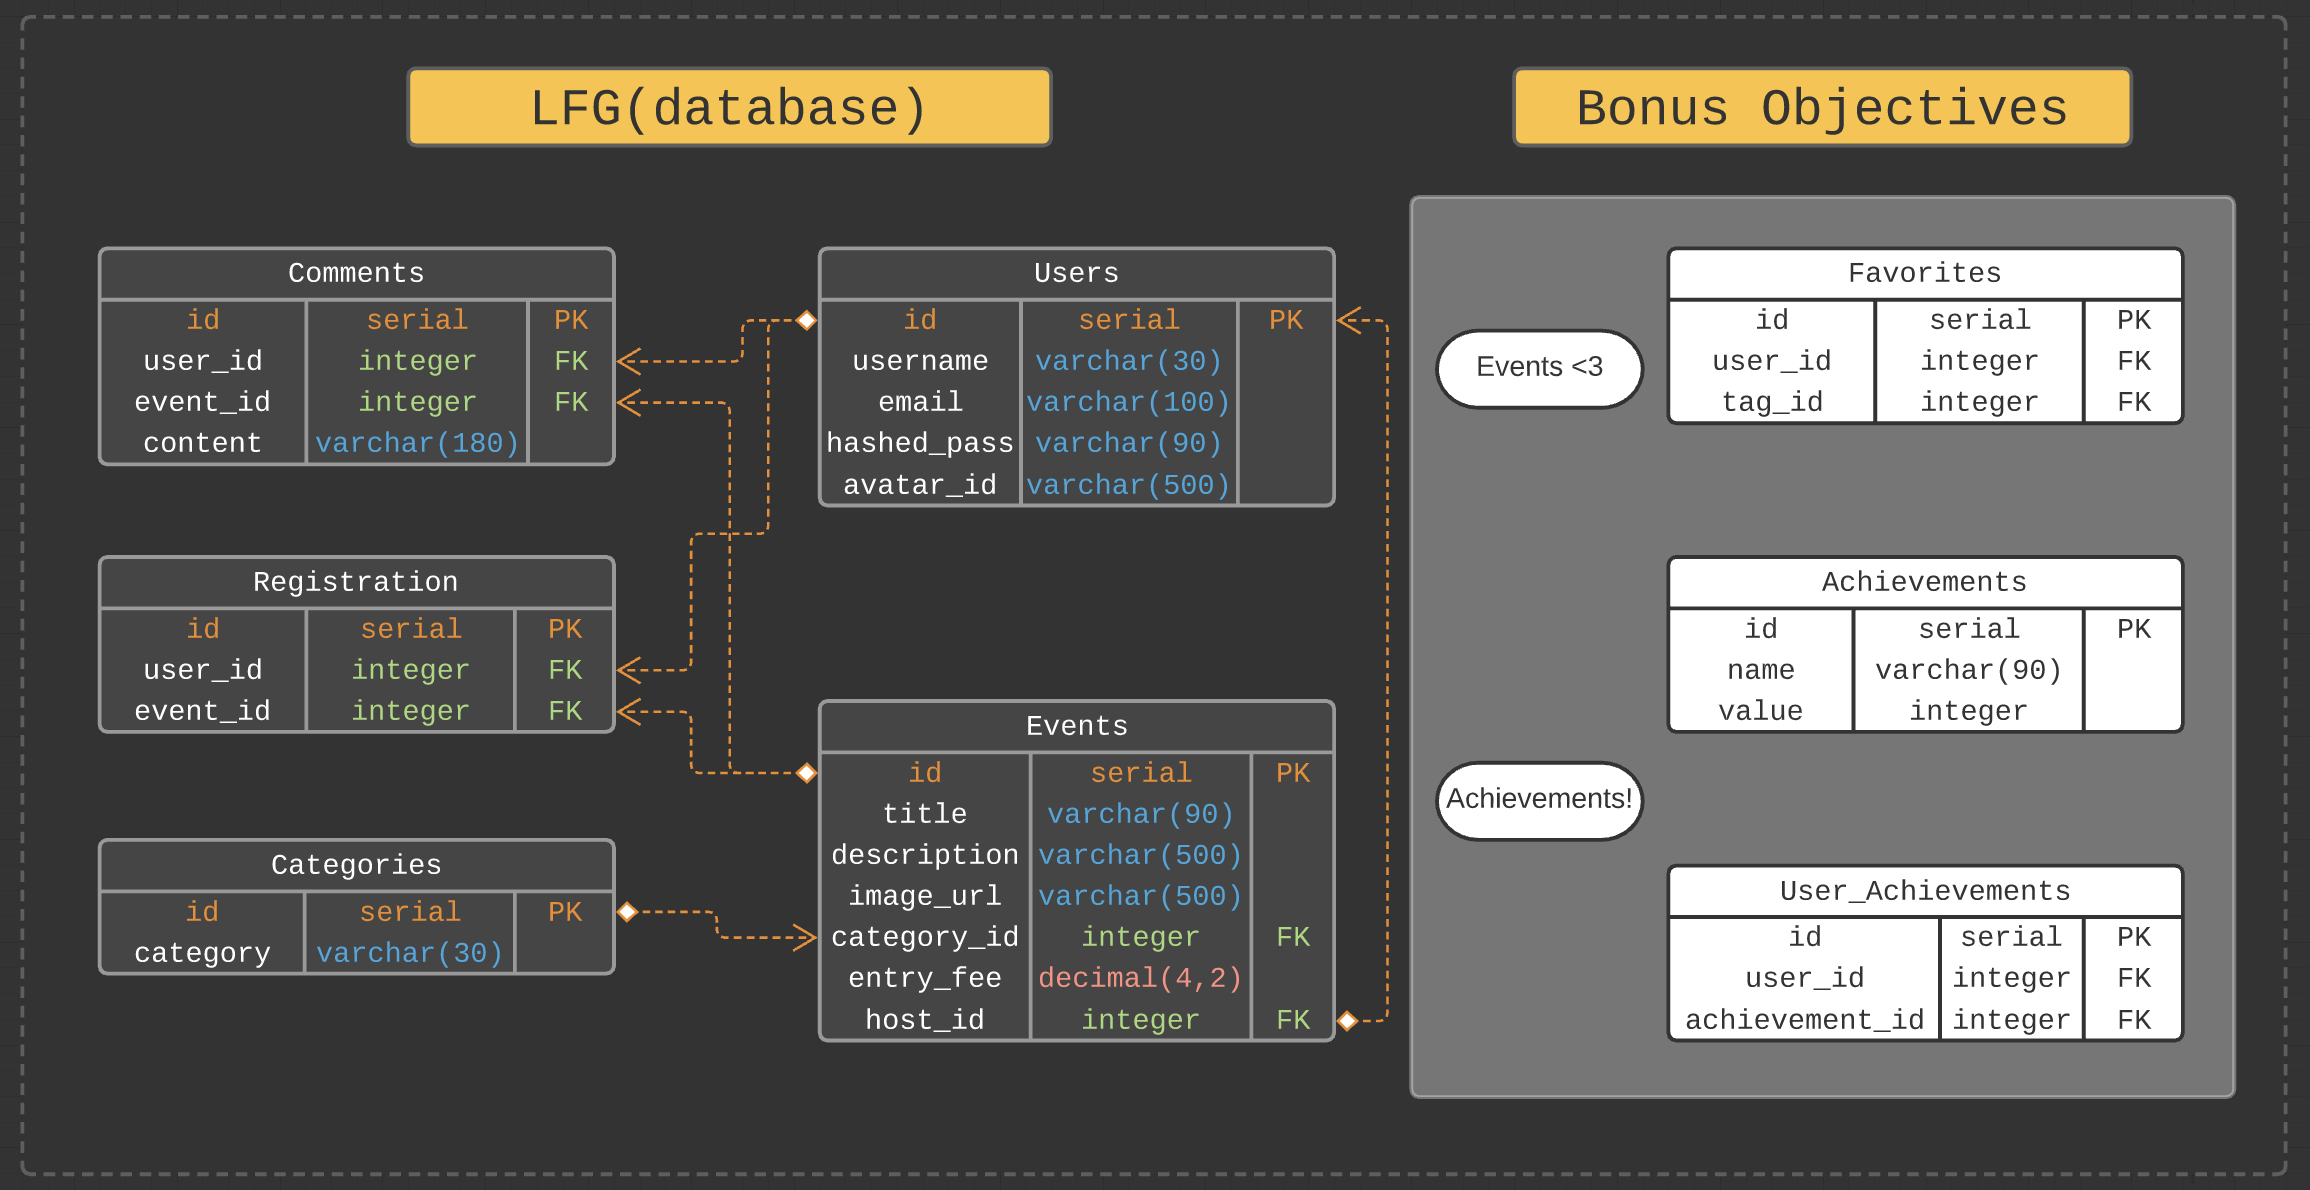 LFG(database)
Bonus Objectives
Comments
id serial PK
user_id integer FK
event_id integer FK
content varchar(180)
Registration
id serial PK
user_id integer FK
event_id integer FK
Categories
id serial PK
category varchar(30)
Users
id serial PK
username varchar(30)
email varchar(100)
hashed_pass varchar(90)
avatar_id varchar(500)
Events
id serial PK
title varchar(90)
description varchar(500)
image_url varchar(500)
category_id integer FK
entry_fee decimal(4,2)
host_id integer FK
Events <3
Favorites
id serial PK
user_id integer FK
tag_id integer FK
Achievements!
Achievements
id serial PK
name varchar(90)
value integer
User_Achievements
id serial PK
user_id integer FK
achievement_id integer FK